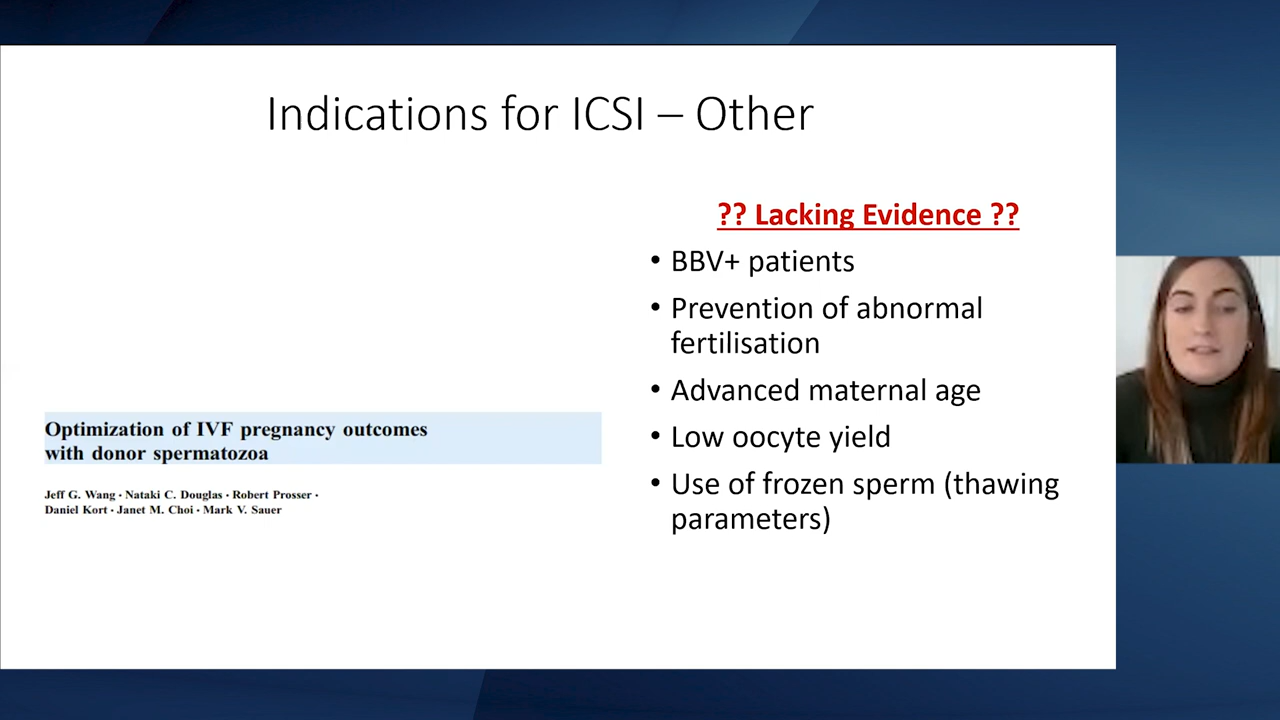 Indications for ICSI – Other
?? Lacking Evidence ??
• BBV+ patients
• Prevention of abnormal
fertilisation
• Advanced maternal age
• Low oocyte yield
• Use of frozen sperm (thawing
parameters)
Optimization of IVF pregnancy outcomes
with donor spermatozoa
Jeff G. Wang · Nataki C. Douglas · Robert Prosser ·
Daniel Kort · Janet M. Choi · Mark V. Sauer